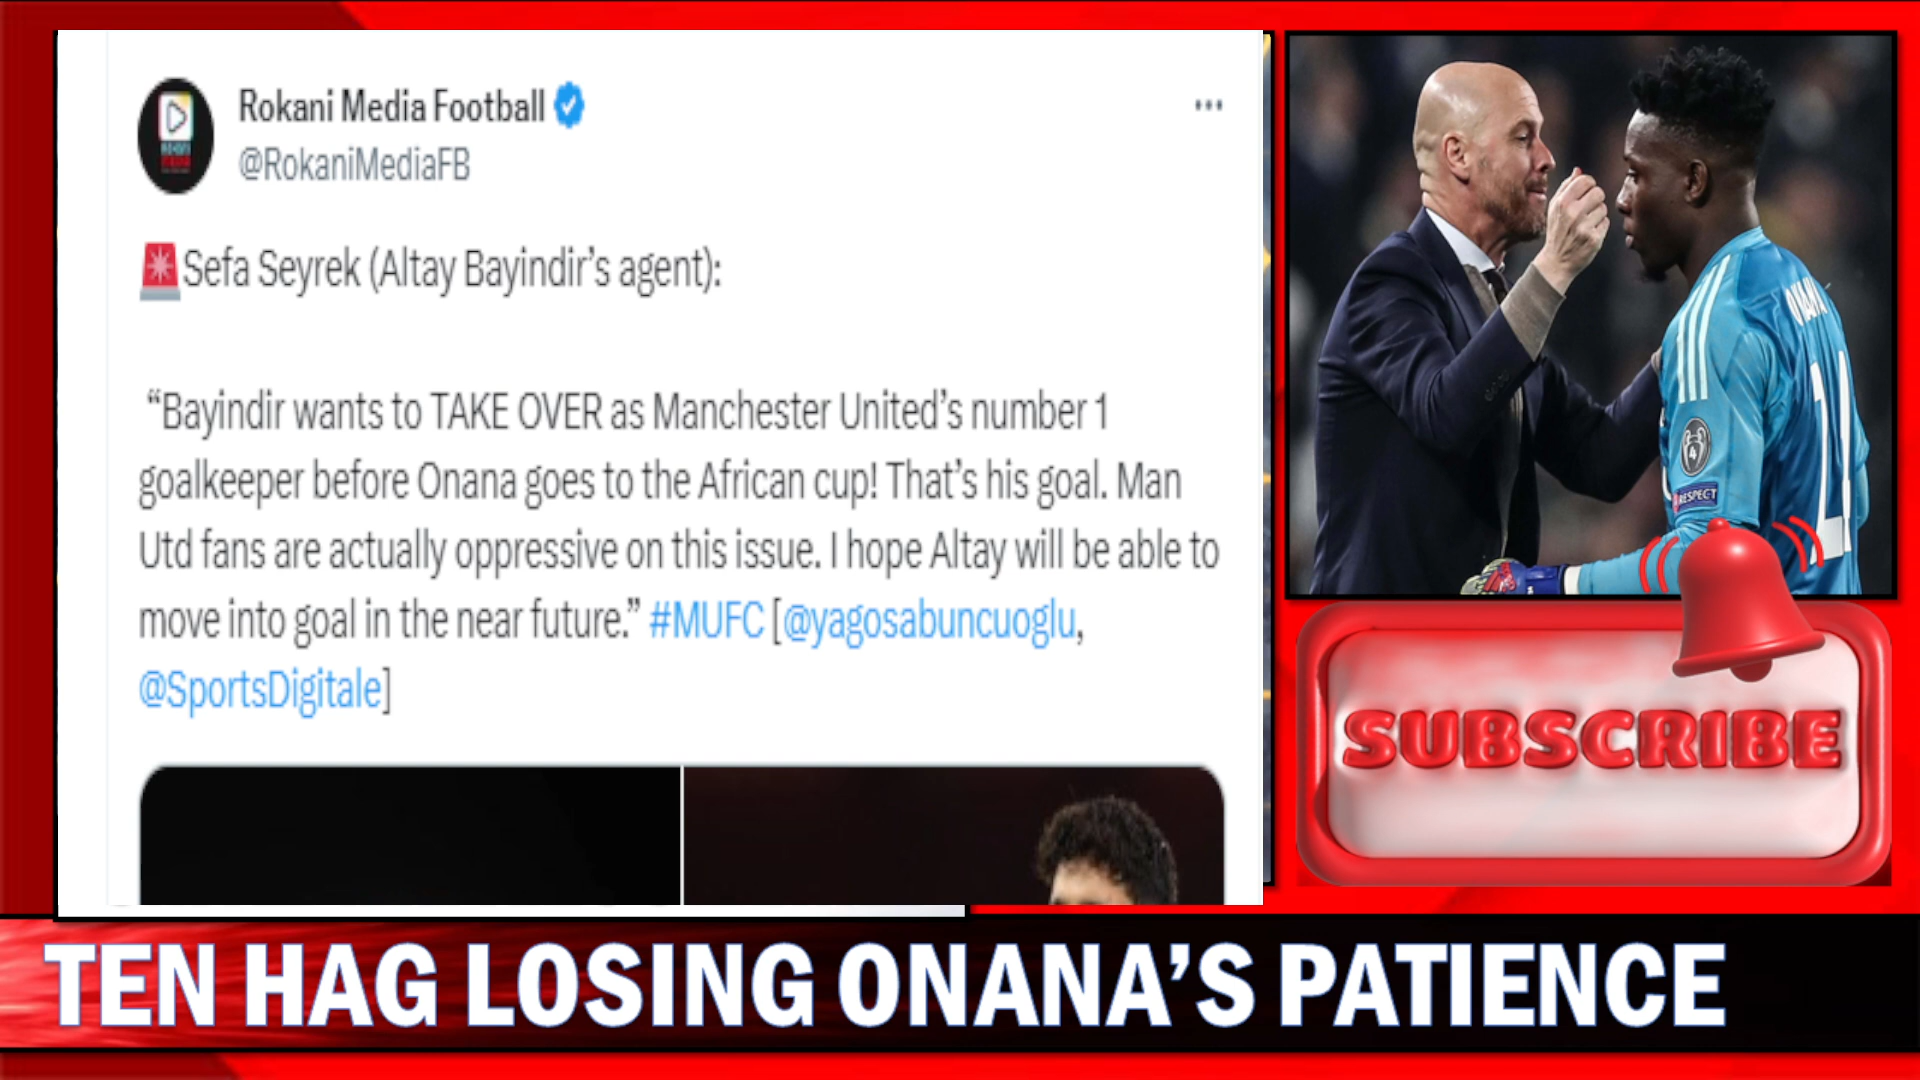 Rokani Media Football
@RokaniMediaFB
Sefa Seyrek (Altay Bayindir’s agent):
“Bayindir wants to TAKE OVER as Manchester United’s number 1
goalkeeper before Onana goes to the African cup! That’s his goal. Man
Utd fans are actually oppressive on this issue. I hope Altay will be able to
move into goal in the near future.” #MUFC [@yagosabuncuoglu,
@SportsDigitale]
4
RESPECT
SUBSCRIBE
TEN HAG LOSING ONANA’S PATIENCE